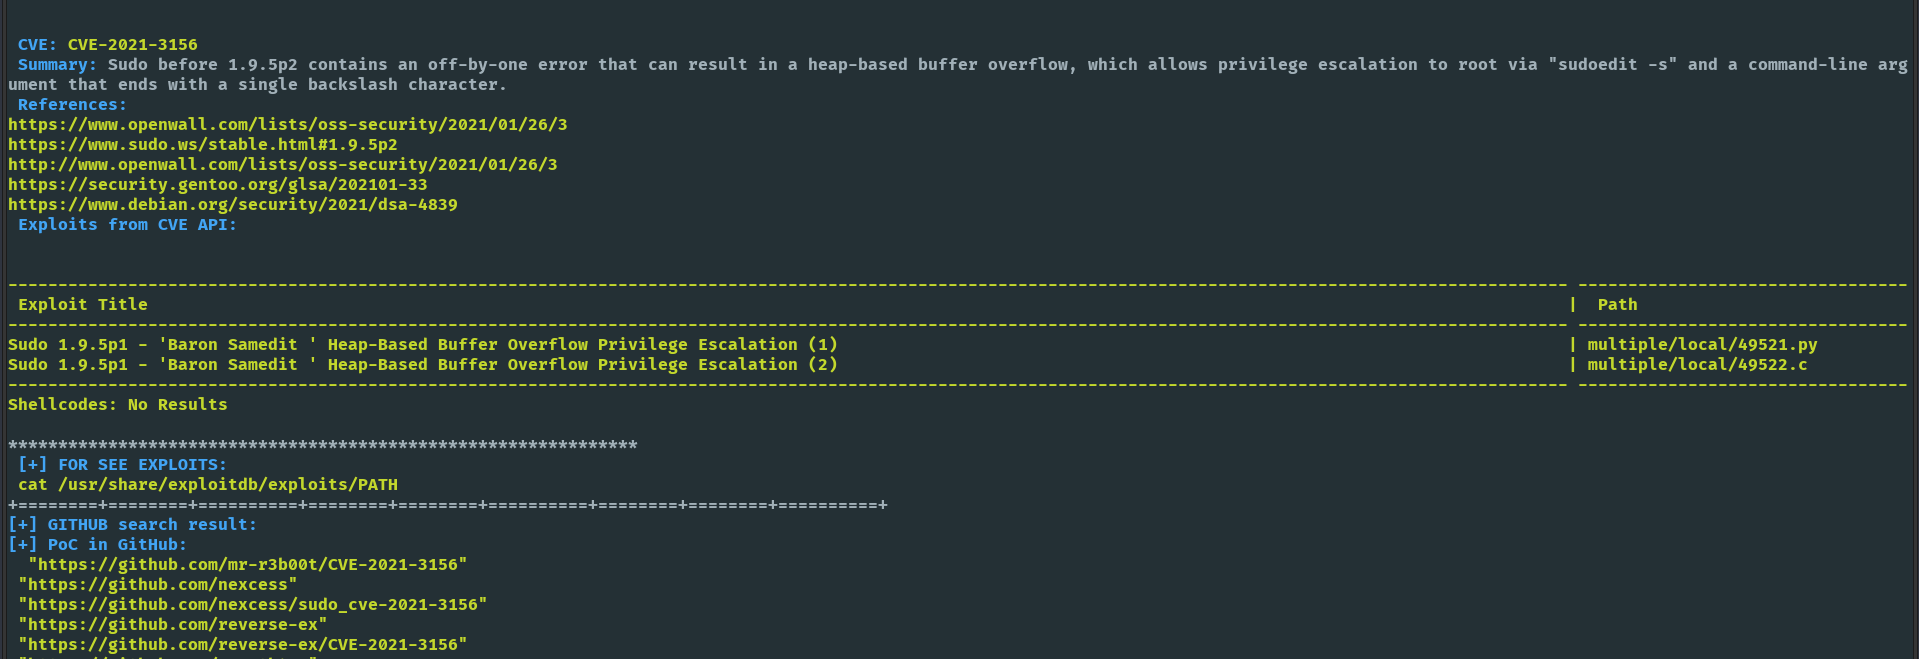 CVE: CVE-2021-3156
Summary: Sudo before 1.9.5p2 contains an off-by-one error that can result in a heap-based buffer overflow, which allows privilege escalation to root via "sudoedit -s" and a command-line arg
ument that ends with a single backslash character.
References:
https://www.openwall.com/lists/oss-security/2021/01/26/3
https://www.sudo.ws/stable.html#1.9.5p2
http://www.openwall.com/lists/oss-security/2021/01/26/3
https://security.gentoo.org/glsa/202101-33
https://www.debian.org/security/2021/dsa-4839
Exploits from CVE API:
------------------------------------------------------------------------------------------------------------------------------------------------------------ ---------------------------------
Exploit Title | Path
------------------------------------------------------------------------------------------------------------------------------------------------------------ ---------------------------------
Sudo 1.9.5p1 - 'Baron Samedit ' Heap-Based Buffer Overflow Privilege Escalation (1) | multiple/local/49521.py
Sudo 1.9.5p1 - 'Baron Samedit ' Heap-Based Buffer Overflow Privilege Escalation (2) | multiple/local/49522.c
------------------------------------------------------------------------------------------------------------------------------------------------------------ ---------------------------------
Shellcodes: No Results
***************************************************************
[+] FOR SEE EXPLOITS:
cat /usr/share/exploitdb/exploits/PATH
+========+========+==========+========+========+==========+========+========+==========+
[+] GITHUB search result:
[+] PoC in GitHub:
"https://github.com/mr-r3b00t/CVE-2021-3156"
"https://github.com/nexcess"
"https://github.com/nexcess/sudo_cve-2021-3156"
"https://github.com/reverse-ex"
"https://github.com/reverse-ex/CVE-2021-3156"